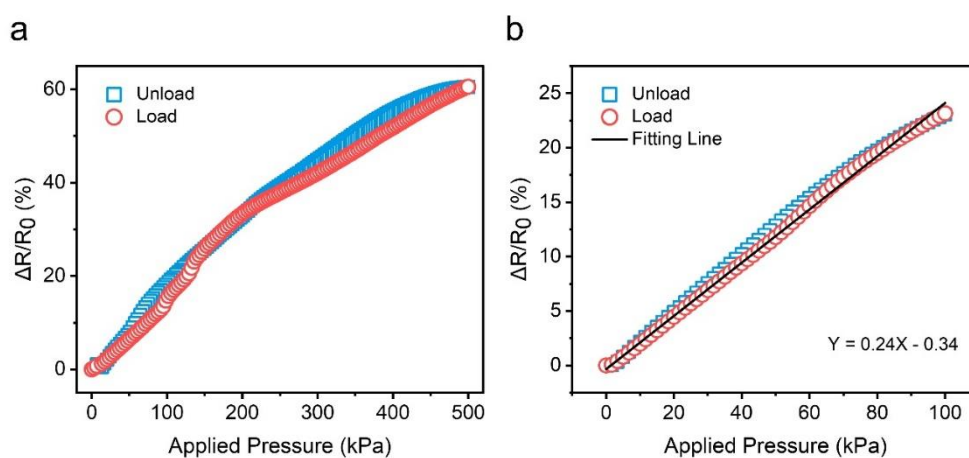 a
60
40
20
0
ΔR/R0 (%)
Unload
Load
0 100 200 300 400 500
Applied Pressure (kPa)
b
25
20
15
10
5
0
ΔR/R0 (%)
Unload
Load
Fitting Line
Y = 0.24X - 0.34
0 20 40 60 80 100
Applied Pressure (kPa)